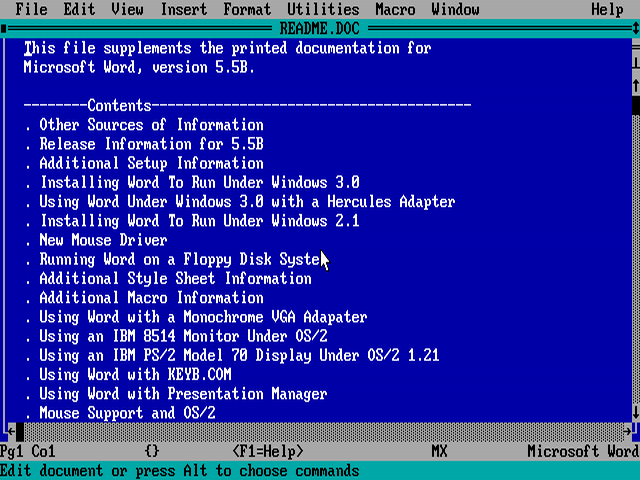 File Edit View Insert Format Utilities Macro Window Help
README.DOC
This file supplements the printed documentation for
Microsoft Word, version 5.5B.
--------Contents----------------------------------------
. Other Sources of Information
. Release Information for 5.5B
. Additional Setup Information
. Installing Word To Run Under Windows 3.0
. Using Word Under Windows 3.0 with a Hercules Adapter
. Installing Word To Run Under Windows 2.1
. New Mouse Driver
. Running Word on a Floppy Disk System
. Additional Style Sheet Information
. Additional Macro Information
. Using Word with a Monochrome VGA Adapater
. Using an IBM 8514 Monitor Under OS/2
. Using an IBM PS/2 Model 70 Display Under OS/2 1.21
. Using Word with KEYB.COM
. Using Word with Presentation Manager
. Mouse Support and OS/2
Pg1 Co1 {} <F1=Help> MX Microsoft Word
Edit document or press Alt to choose commands